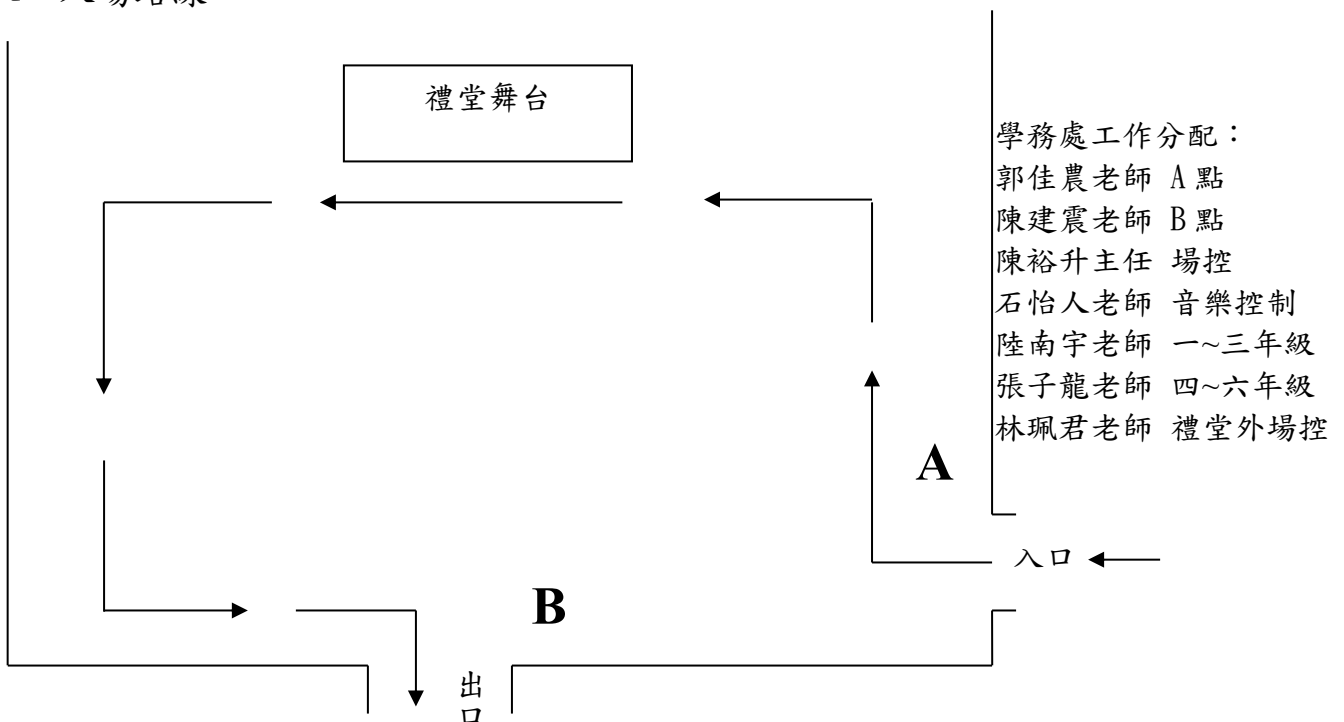 禮堂舞台
學務處工作分配：
郭佳農老師 A點
陳建震老師 B點
陳裕升主任 場控
石怡人老師 音樂控制
陸南宇老師 一~三年級
張子龍老師 四~六年級
林珮君老師 禮堂外場控
A
入口
B
出口